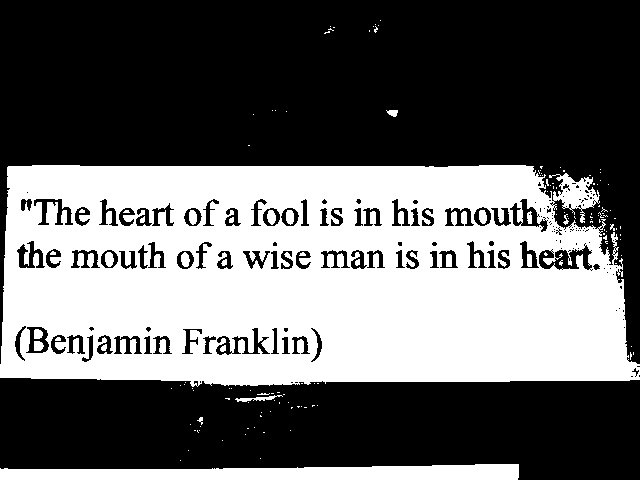 "The heart of a fool is in his mouth, but
the mouth of a wise man is in his heart."
(Benjamin Franklin)